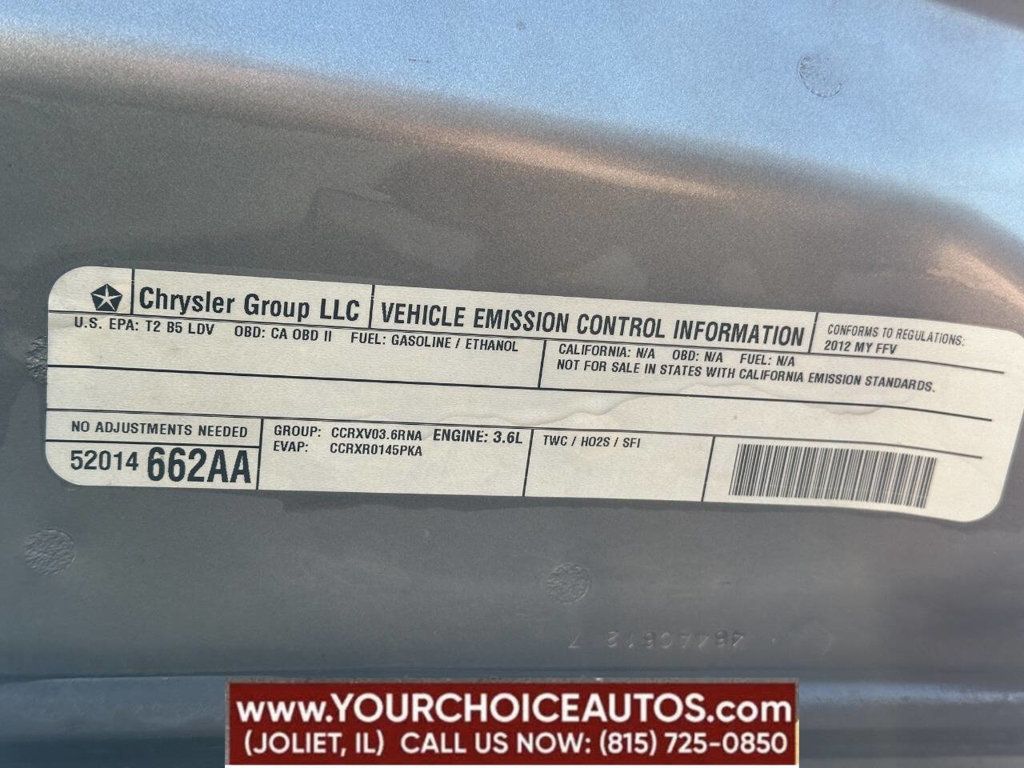 Chrysler Group LLC
VEHICLE EMISSION CONTROL INFORMATION
CONFORMS TO REGULATIONS:
2012 MY FFV
U.S. EPA: T2 B5 LDV OBD: CA OBD II FUEL: GASOLINE / ETHANOL
CALIFORNIA: N/A OBD: N/A FUEL: N/A
NOT FOR SALE IN STATES WITH CALIFORNIA EMISSION STANDARDS.
NO ADJUSTMENTS NEEDED
52014 662AA
GROUP: CCRXV03.6RNA ENGINE: 3.6L
EVAP: CCRXR0145PKA
TWC / HO2S / SFI
www.YOURCHOICEAUTOS.com
(JOLIET, IL) CALL US NOW: (815) 725-0850